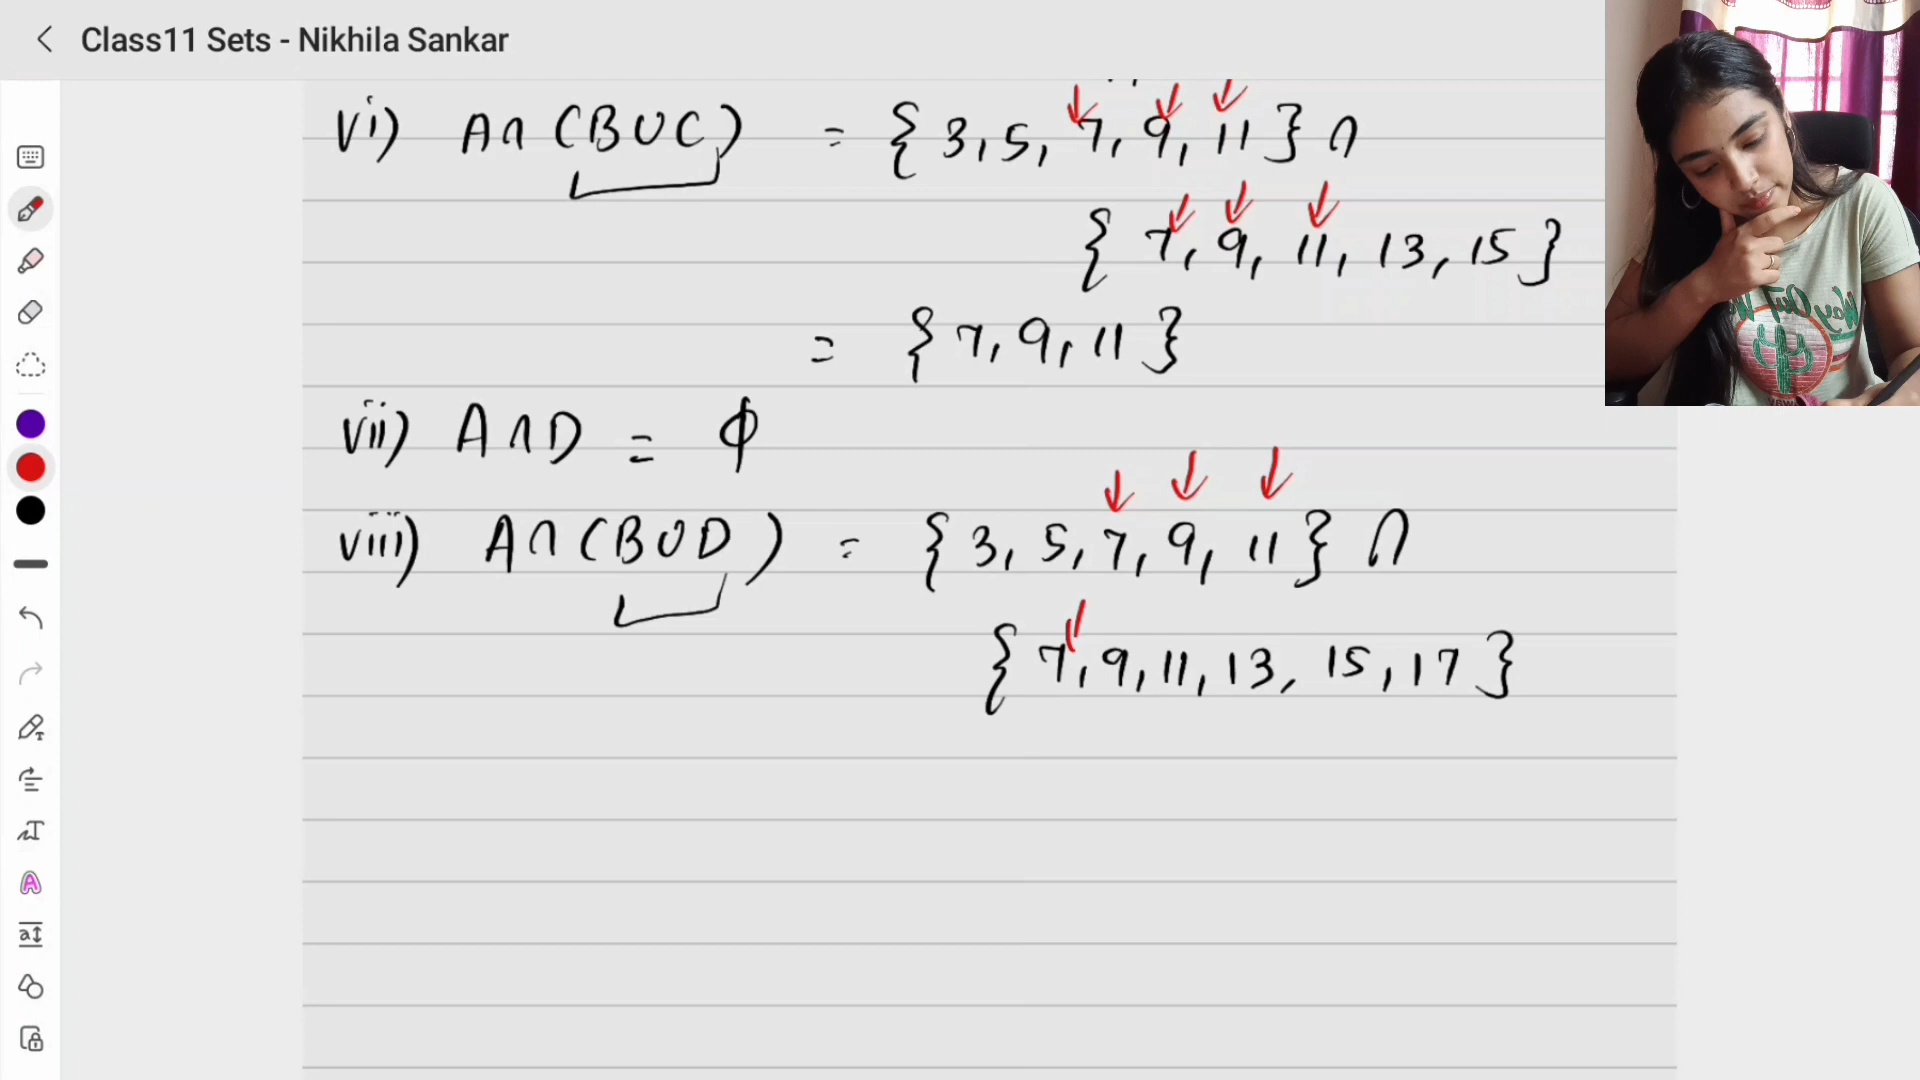 Class11 Sets - Nikhila Sankar
vi) A∩(B∪C) = {3,5,7,9,11} ∩
{7,9,11,13,15}
= {7,9,11}
vii) A∩D = ϕ
viii) A∩(B∪D) = {3,5,7,9,11} ∩
{7,9,11,13,15,17}